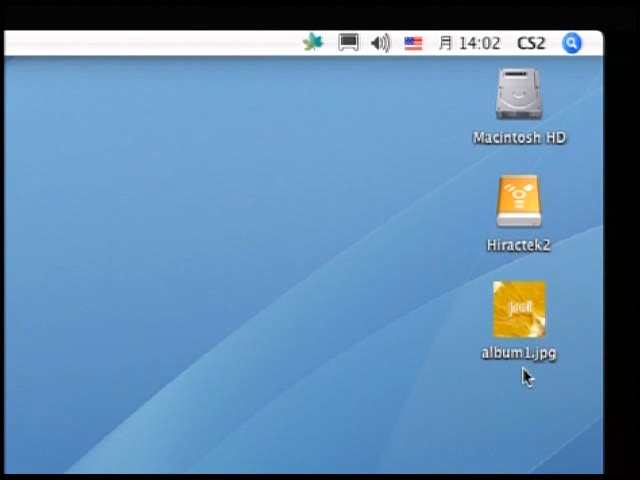 月 14:02 CS2
Macintosh HD
Hiractek2
album1.jpg